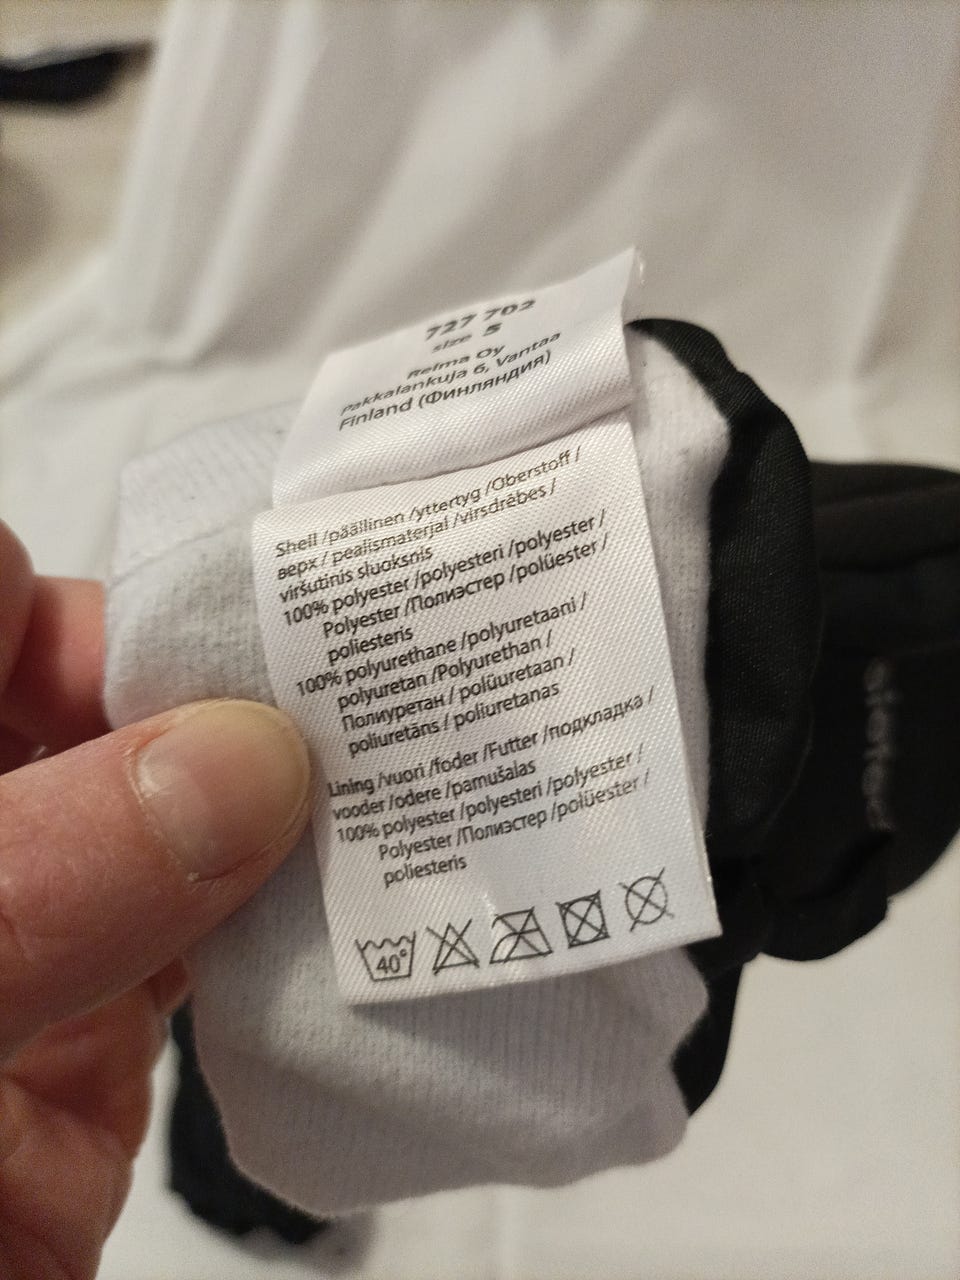 727 702
size 5
Reima Oy
Pakkalankuja 6, Vantaa
Finland (Финляндия)
Shell /päällinen /yttertyg /Oberstoff /
верх / pealismaterjal /virsdrēbes /
viršutinis sluoksnis
100% polyester /polyesteri /polyester /
Polyester /Полиэстер /polüester /
poliesteris
100% polyurethane /polyuretaani /
polyuretan /Polyurethan /
Полиуретан / polüuretaan /
poliuretāns / poliuretanas
Lining /vuori /foder /Futter /подкладка /
vooder /odere /pamušalas
100% polyester /polyesteri /polyester /
Polyester /Полиэстер /polüester /
poliesteris
40°